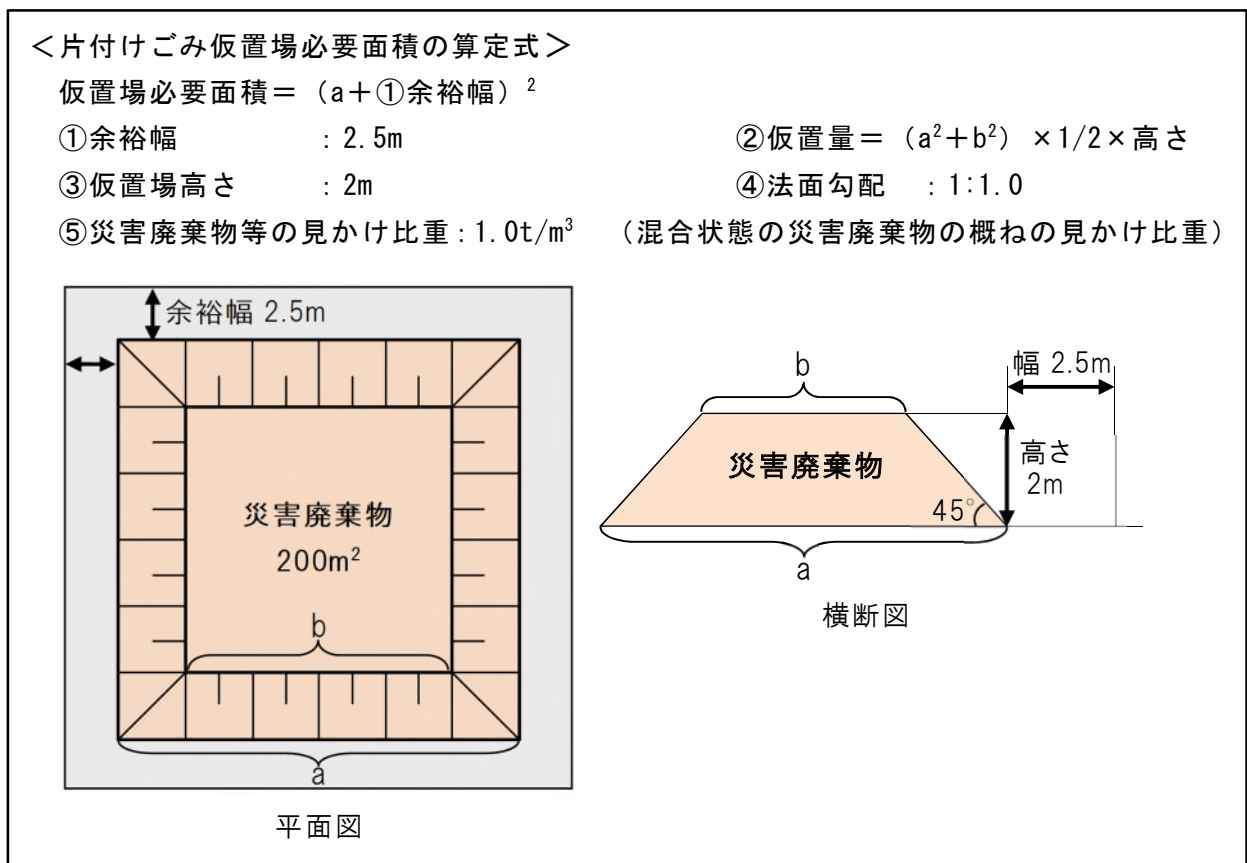 ＜片付けごみ仮置場必要面積の算定式＞
仮置場必要面積＝（a＋①余裕幅）²
①余裕幅　：2.5m　②仮置量＝（a²＋b²）×1/2×高さ
③仮置場高さ　：2m　④法面勾配　：1:1.0
⑤災害廃棄物等の見かけ比重：1.0t/m³　（混合状態の災害廃棄物の概ねの見かけ比重）
余裕幅 2.5m
災害廃棄物
200m²
b
a
平面図
b
幅 2.5m
災害廃棄物
高さ
2m
45°
a
横断図